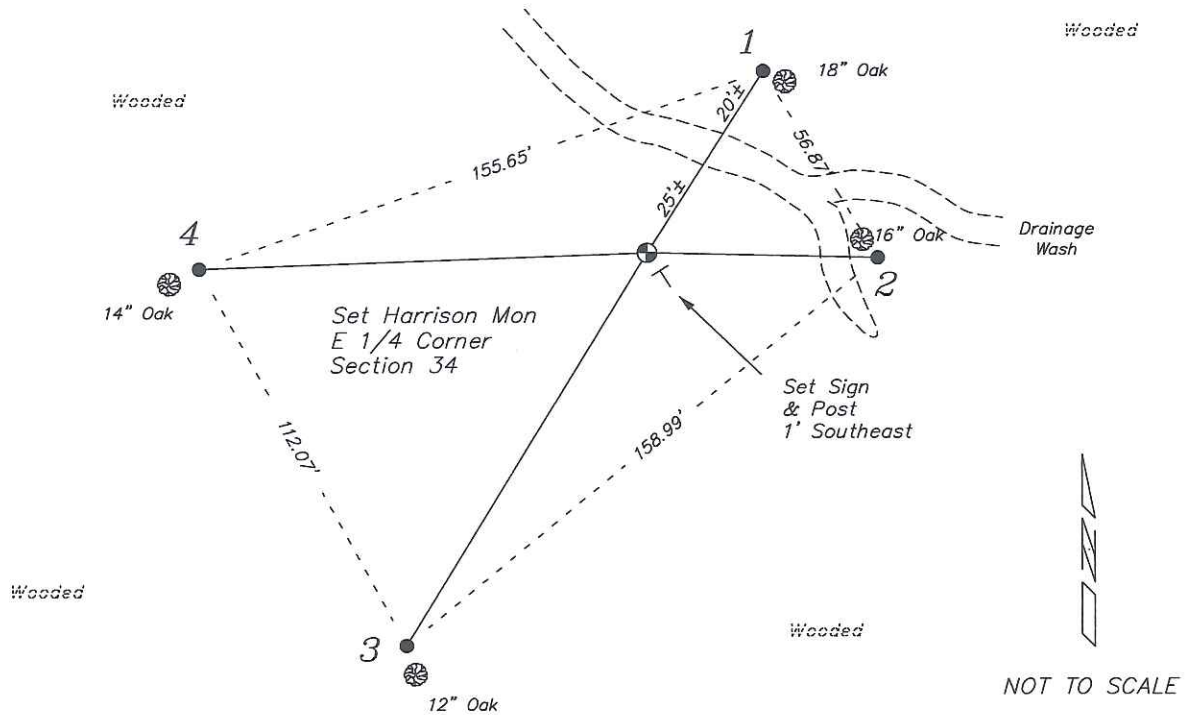 1
18" Oak
Wooded
Wooded
20'±
56.87
155.65'
25'±
4
16" Oak
Drainage
Wash
2
14" Oak
Set Harrison Mon
E 1/4 Corner
Section 34
Set Sign
& Post
1' Southeast
112.07'
158.99'
N
Wooded
Wooded
3
12" Oak
NOT TO SCALE